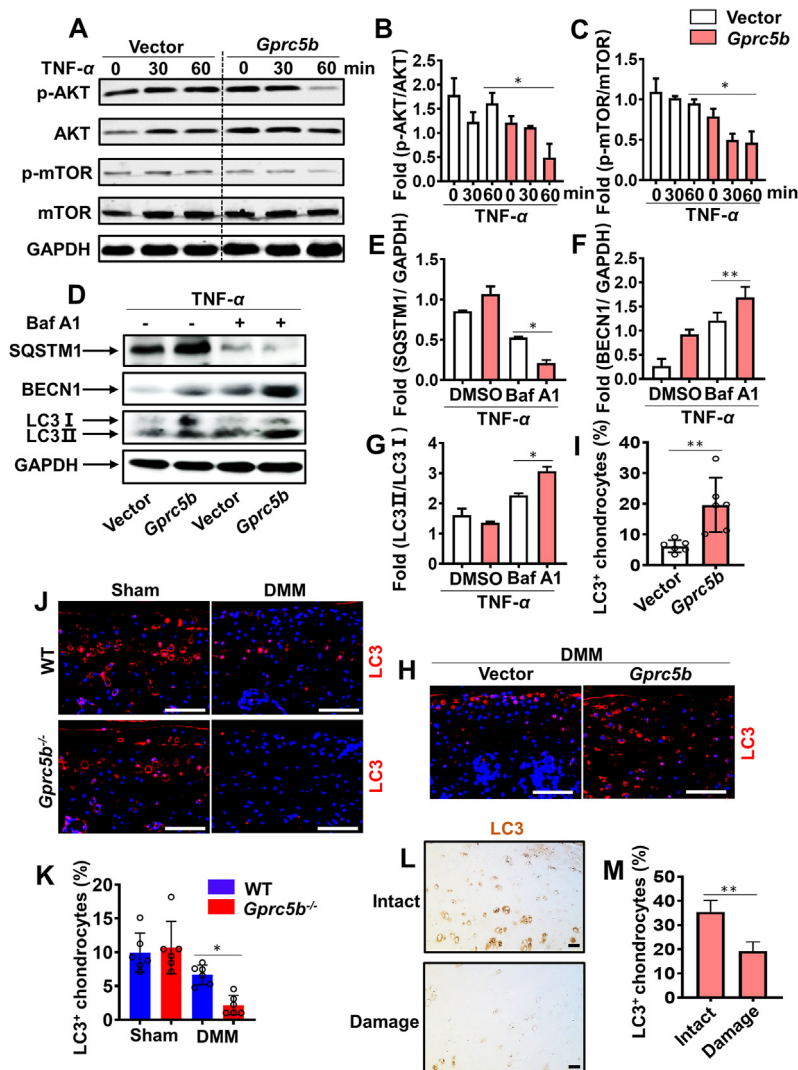 A
Vector
Gprc5b
TNF-α 0 30 60 0 30 60 min
p-AKT
AKT
p-mTOR
mTOR
GAPDH
B
Fold (p-AKT/AKT)
2.5
2.0
1.5
1.0
0.5
0.0
*
0 30 60 0 30 60 min
TNF-α
C
Vector
Gprc5b
Fold (p-mTOR/mTOR)
1.5
1.0
0.5
0.0
*
0 30 60 0 30 60 min
TNF-α
D
TNF-α
Baf A1 - - + +
SQSTM1
BECN1
LC3 I
LC3 II
GAPDH
Vector Gprc5b Vector Gprc5b
E
Fold (SQSTM1/ GAPDH)
1.5
1.0
0.5
0.0
*
DMSO Baf A1
TNF-α
F
Fold (BECN1/ GAPDH)
2.5
2.0
1.5
1.0
0.5
0.0
**
DMSO Baf A1
TNF-α
G
Fold (LC3 II/LC3 I)
4
3
2
1
0
*
DMSO Baf A1
TNF-α
I
LC3⁺ chondrocytes (%)
40
30
20
10
0
**
Vector Gprc5b
J
Sham DMM
WT
LC3
Gprc5b-/-
LC3
H
DMM
Vector Gprc5b
LC3
K
LC3⁺ chondrocytes (%)
20
15
10
5
0
WT
Gprc5b-/-
*
Sham DMM
L
LC3
Intact
Damage
M
LC3⁺ chondrocytes (%)
50
40
30
20
10
0
**
Intact Damage